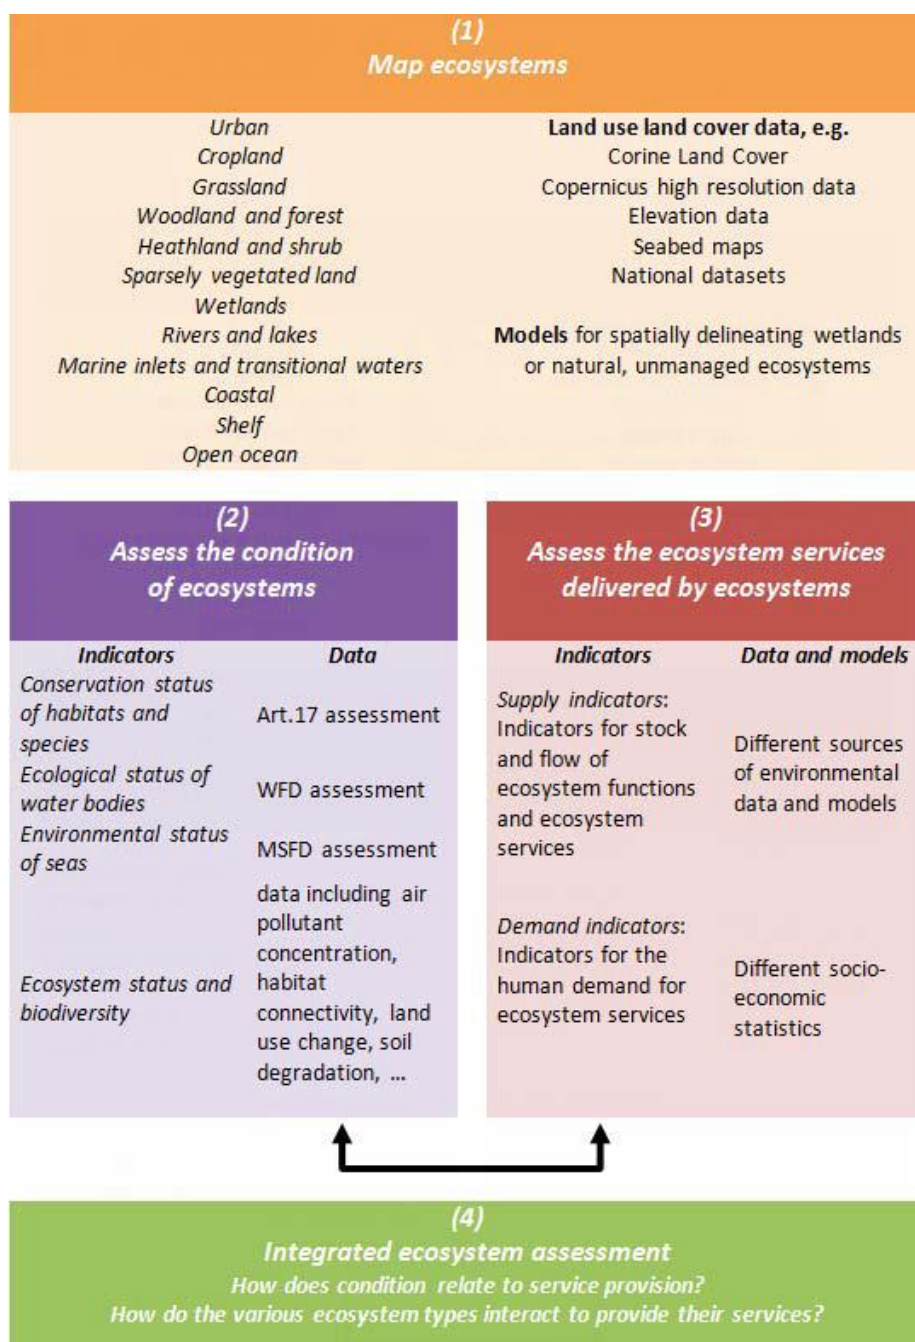 (1)
Map ecosystems
Urban
Cropland
Grassland
Woodland and forest
Heathland and shrub
Sparsely vegetated land
Wetlands
Rivers and lakes
Marine inlets and transitional waters
Coastal
Shelf
Open ocean
Land use land cover data, e.g.
Corine Land Cover
Copernicus high resolution data
Elevation data
Seabed maps
National datasets
Models for spatially delineating wetlands
or natural, unmanaged ecosystems
(2)
Assess the condition
of ecosystems
Indicators
Data
Conservation status
of habitats and
species
Art.17 assessment
Ecological status of
water bodies
WFD assessment
Environmental status
of seas
MSFD assessment
Ecosystem status and
biodiversity
data including air
pollutant
concentration,
habitat
connectivity, land
use change, soil
degradation, ...
(3)
Assess the ecosystem services
delivered by ecosystems
Indicators
Data and models
Supply indicators:
Indicators for stock
and flow of
ecosystem functions
and ecosystem
services
Different sources
of environmental
data and models
Demand indicators:
Indicators for the
human demand for
ecosystem services
Different socio-
economic
statistics
(4)
Integrated ecosystem assessment
How does condition relate to service provision?
How do the various ecosystem types interact to provide their services?